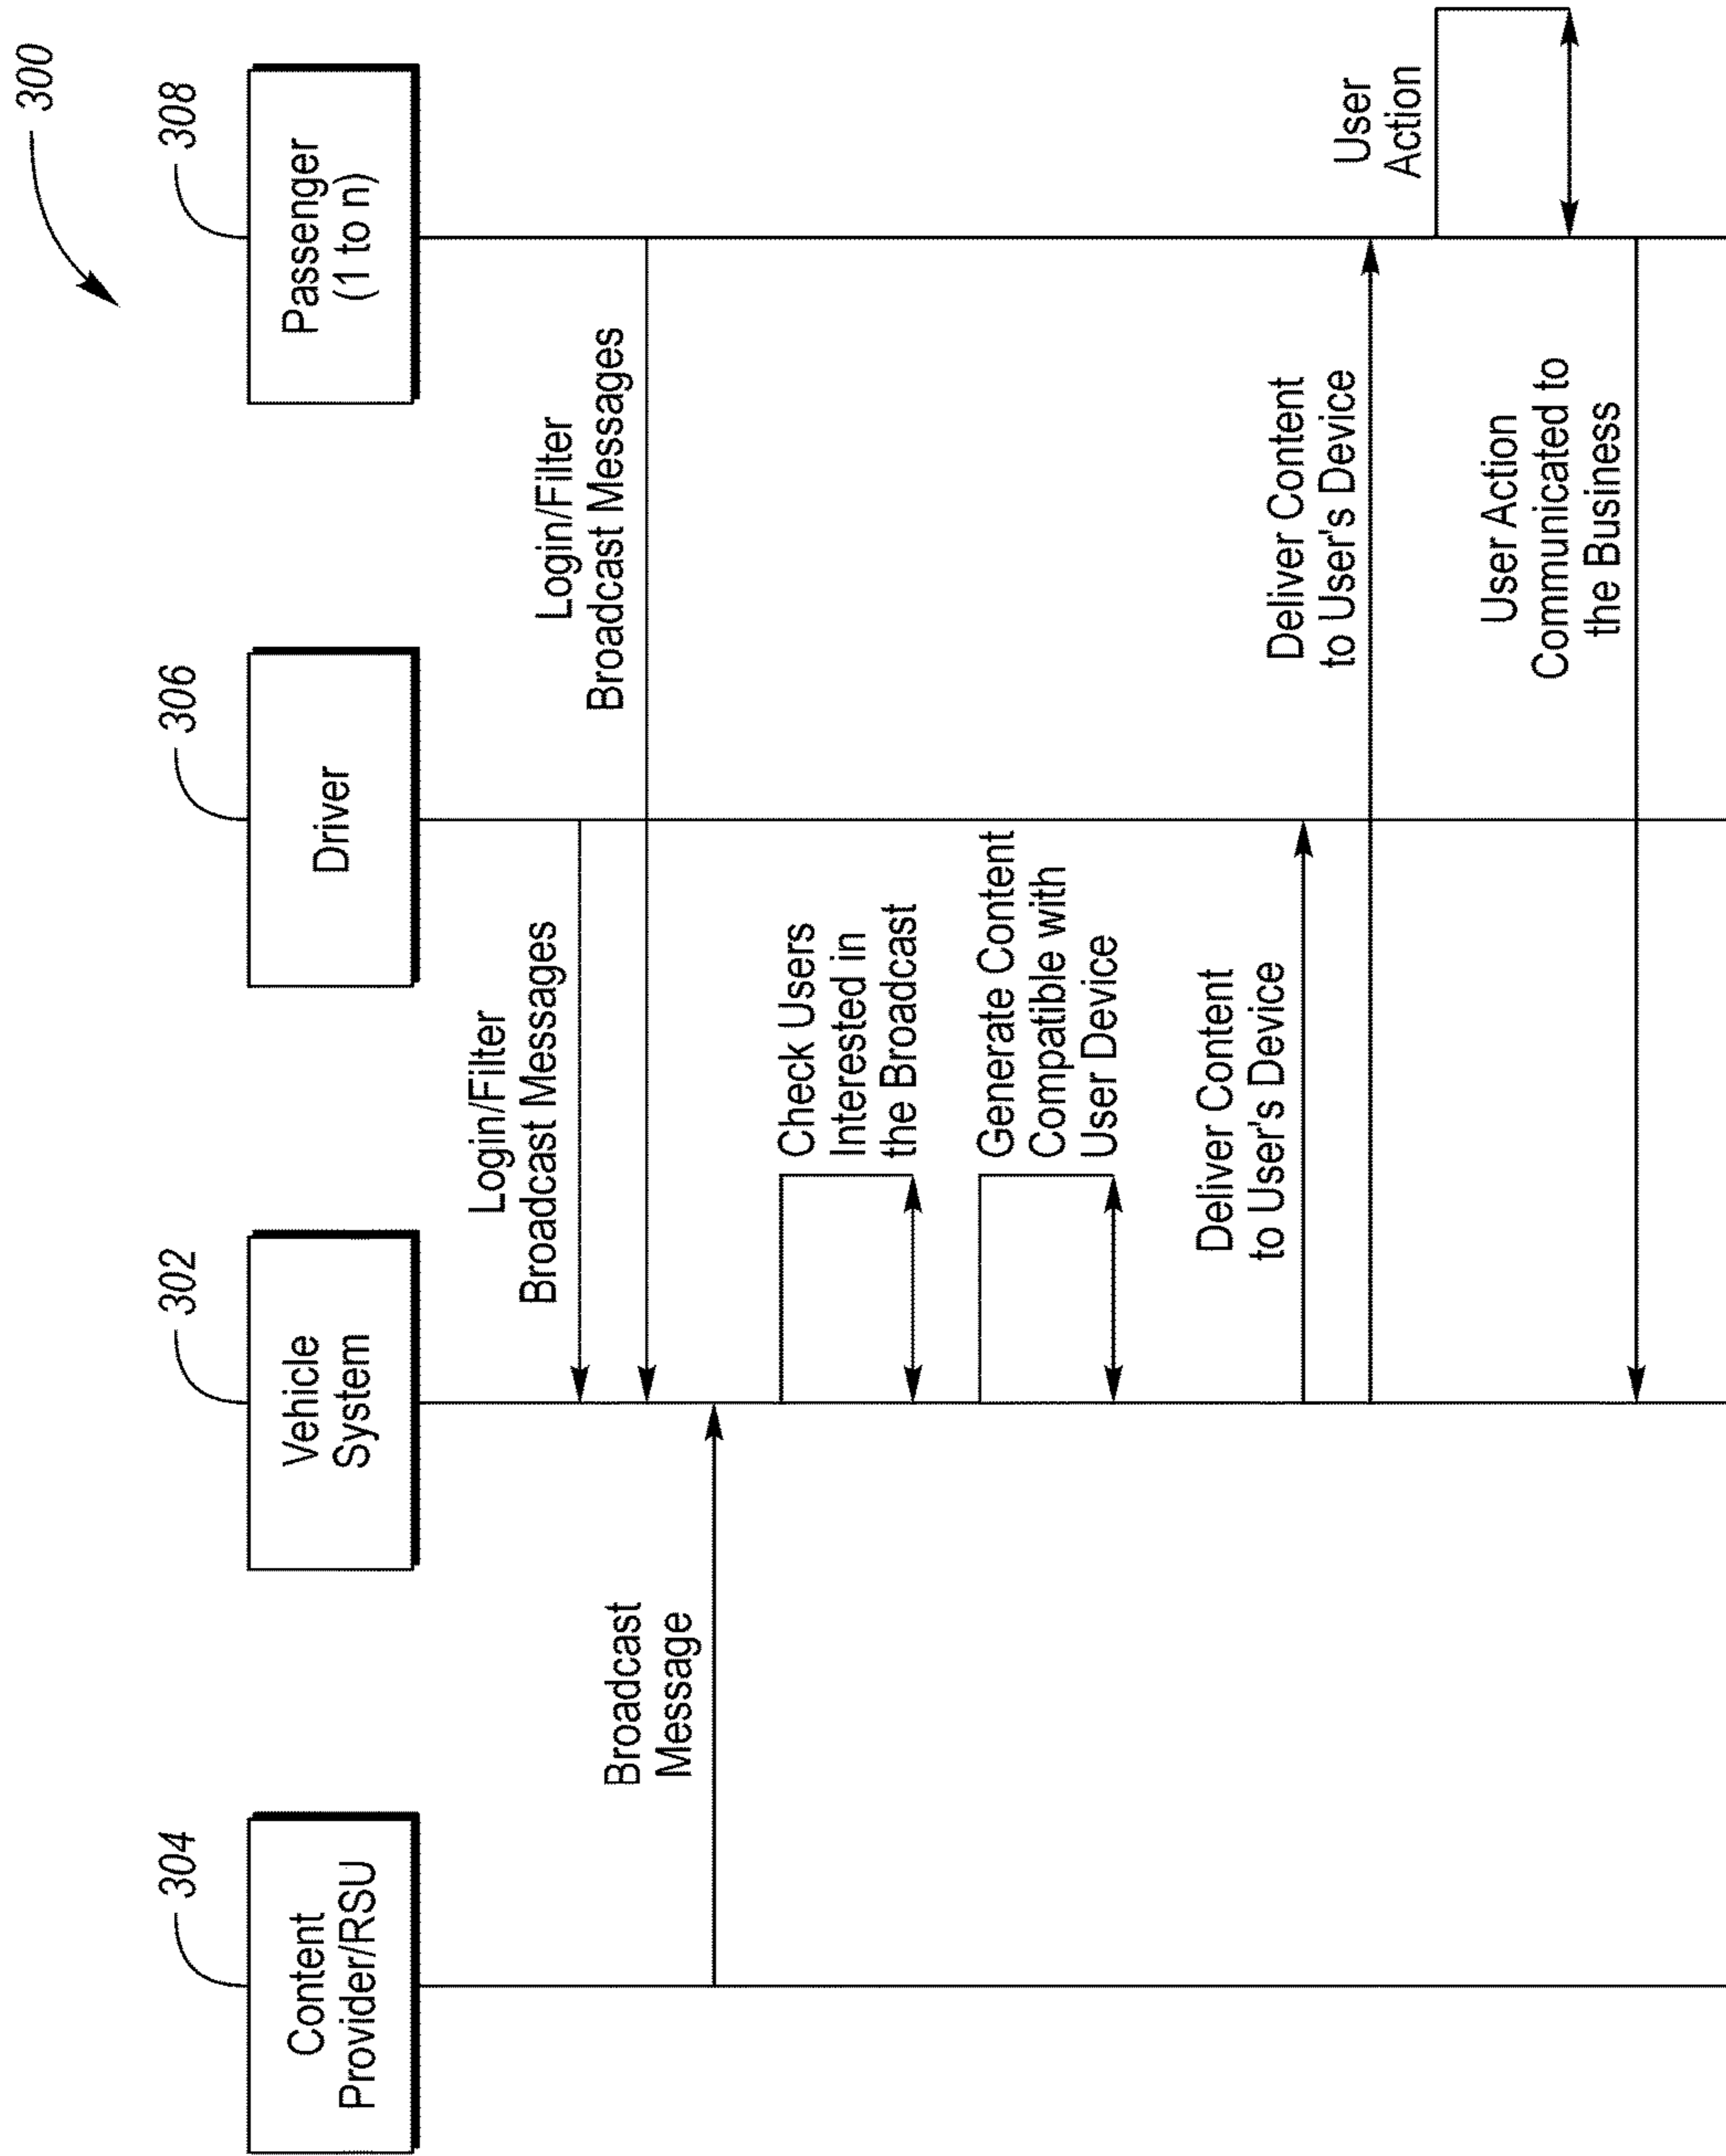 300
304
302
306
308
Content
Provider/RSU
Vehicle
System
Driver
Passenger
(1 to n)
Login/Filter
Broadcast Messages
Login/Filter
Broadcast Messages
Broadcast
Message
Check Users
Interested in
the Broadcast
Generate Content
Compatible with
User Device
Deliver Content
to User's Device
Deliver Content
to User's Device
User
Action
User Action
Communicated to
the Business